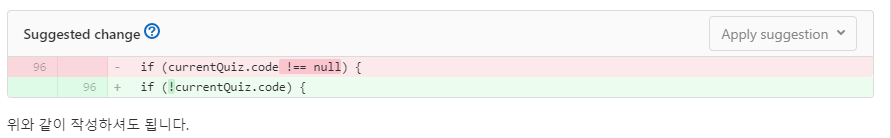 Suggested change ?
Apply suggestion
96 - if (currentQuiz.code !== null) {
96 + if (!currentQuiz.code) {
위와 같이 작성하셔도 됩니다.